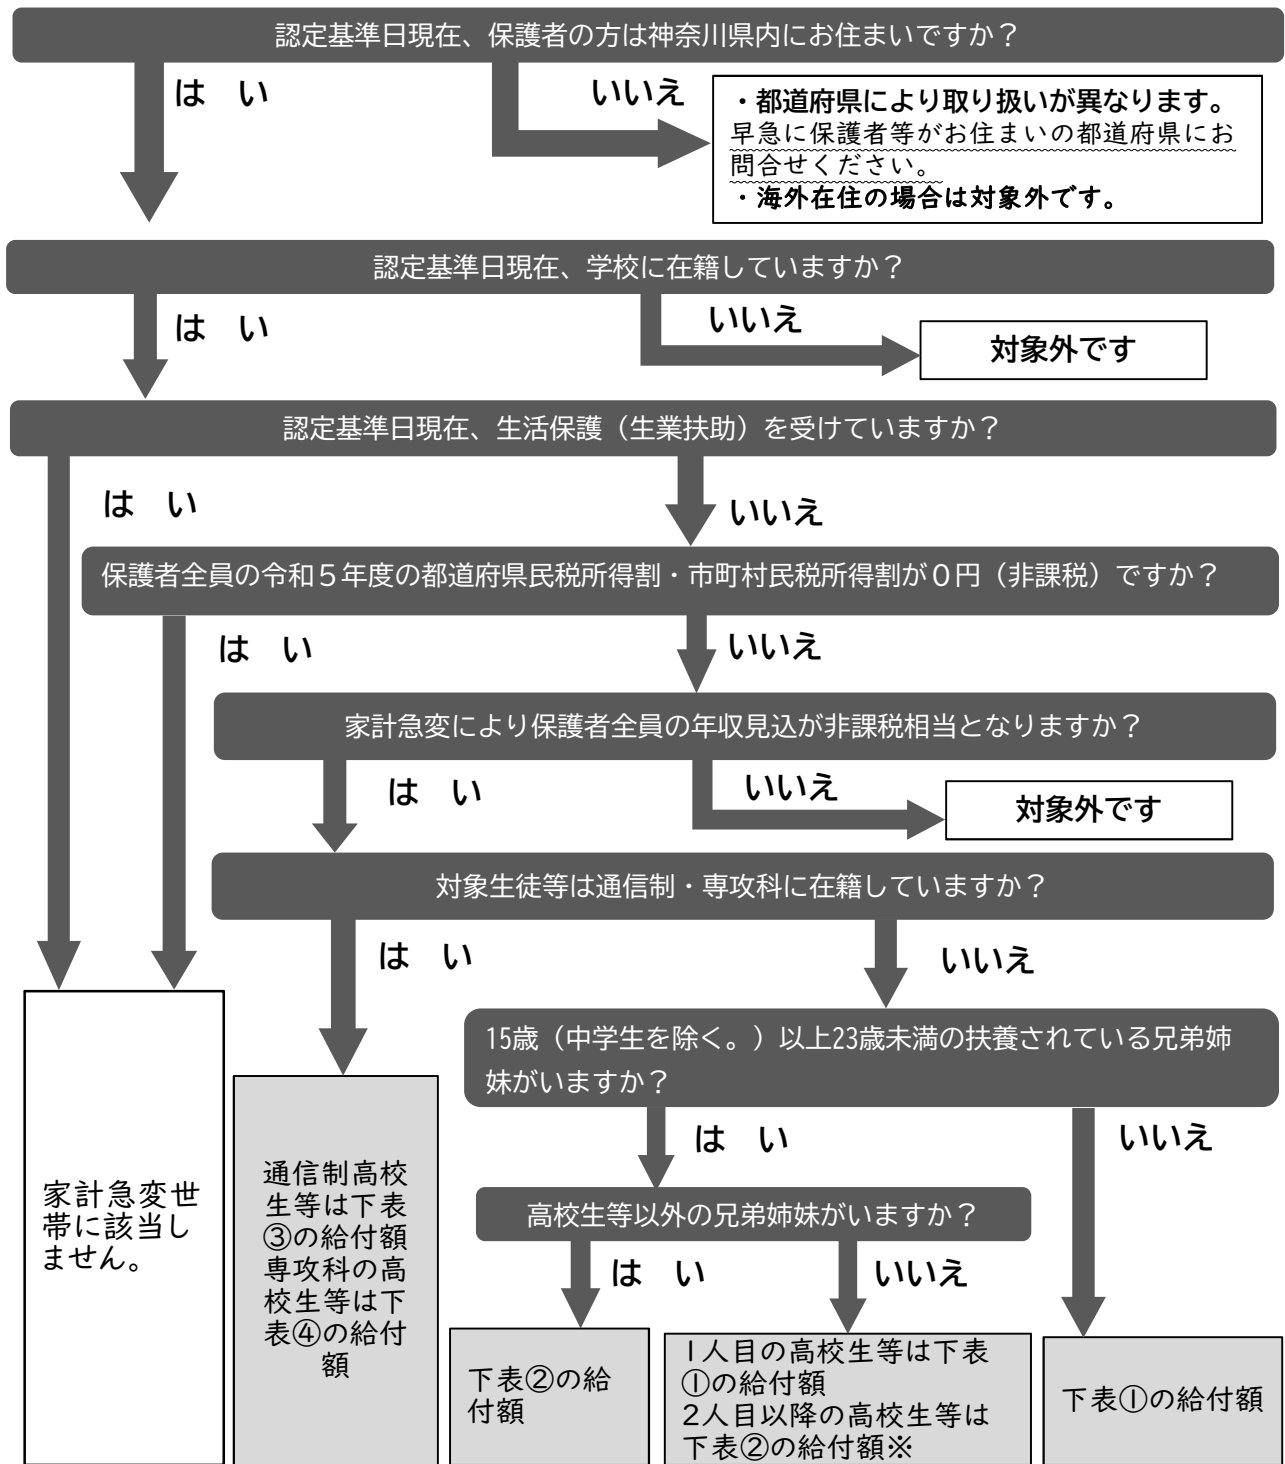 認定基準日現在、保護者の方は神奈川県内にお住まいですか？
は　い
いいえ
・都道府県により取り扱いが異なります。
早急に保護者等がお住まいの都道府県にお
問合せください。
・海外在住の場合は対象外です。
認定基準日現在、学校に在籍していますか？
は　い
いいえ
対象外です
認定基準日現在、生活保護（生業扶助）を受けていますか？
は　い
いいえ
保護者全員の令和５年度の都道府県民税所得割・市町村民税所得割が０円（非課税）ですか？
は　い
いいえ
家計急変により保護者全員の年収見込が非課税相当となりますか？
は　い
いいえ
対象外です
対象生徒等は通信制・専攻科に在籍していますか？
は　い
いいえ
15歳（中学生を除く。）以上23歳未満の扶養されている兄弟姉
妹がいますか？
は　い
いいえ
高校生等以外の兄弟姉妹がいますか？
は　い
いいえ
家計急変世
帯に該当し
ません。
通信制高校
生等は下表
③の給付額
専攻科の高
校生等は下
表④の給付
額
下表②の給
付額
1人目の高校生等は下表
①の給付額
2人目以降の高校生等は
下表②の給付額※
下表①の給付額